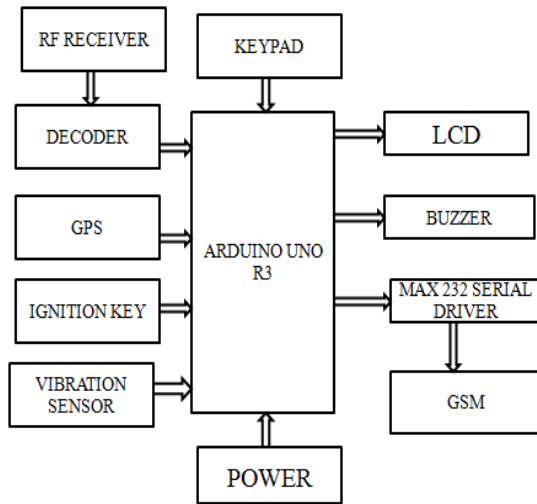 RF RECEIVER
KEYPAD
DECODER
LCD
GPS
BUZZER
ARDUINO UNO
R3
IGNITION KEY
MAX 232 SERIAL
DRIVER
VIBRATION
SENSOR
GSM
POWER